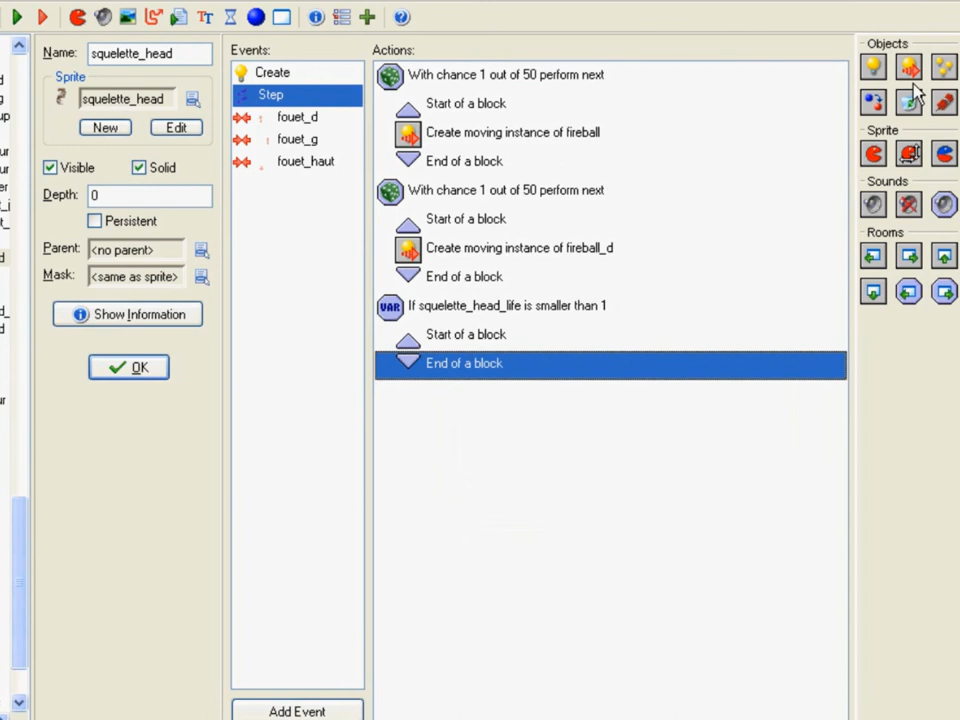 Name:
squelette_head
Sprite
squelette_head
New
Edit
Visible
Solid
Depth:
0
Persistent
Parent:
<no parent>
Mask:
<same as sprite>
Show Information
OK
Events:
Create
Step
fouet_d
fouet_g
fouet_haut
Add Event
Actions:
With chance 1 out of 50 perform next
Start of a block
Create moving instance of fireball
End of a block
With chance 1 out of 50 perform next
Start of a block
Create moving instance of fireball_d
End of a block
VAR
If squelette_head_life is smaller than 1
Start of a block
End of a block
Objects
Sprite
Sounds
Rooms